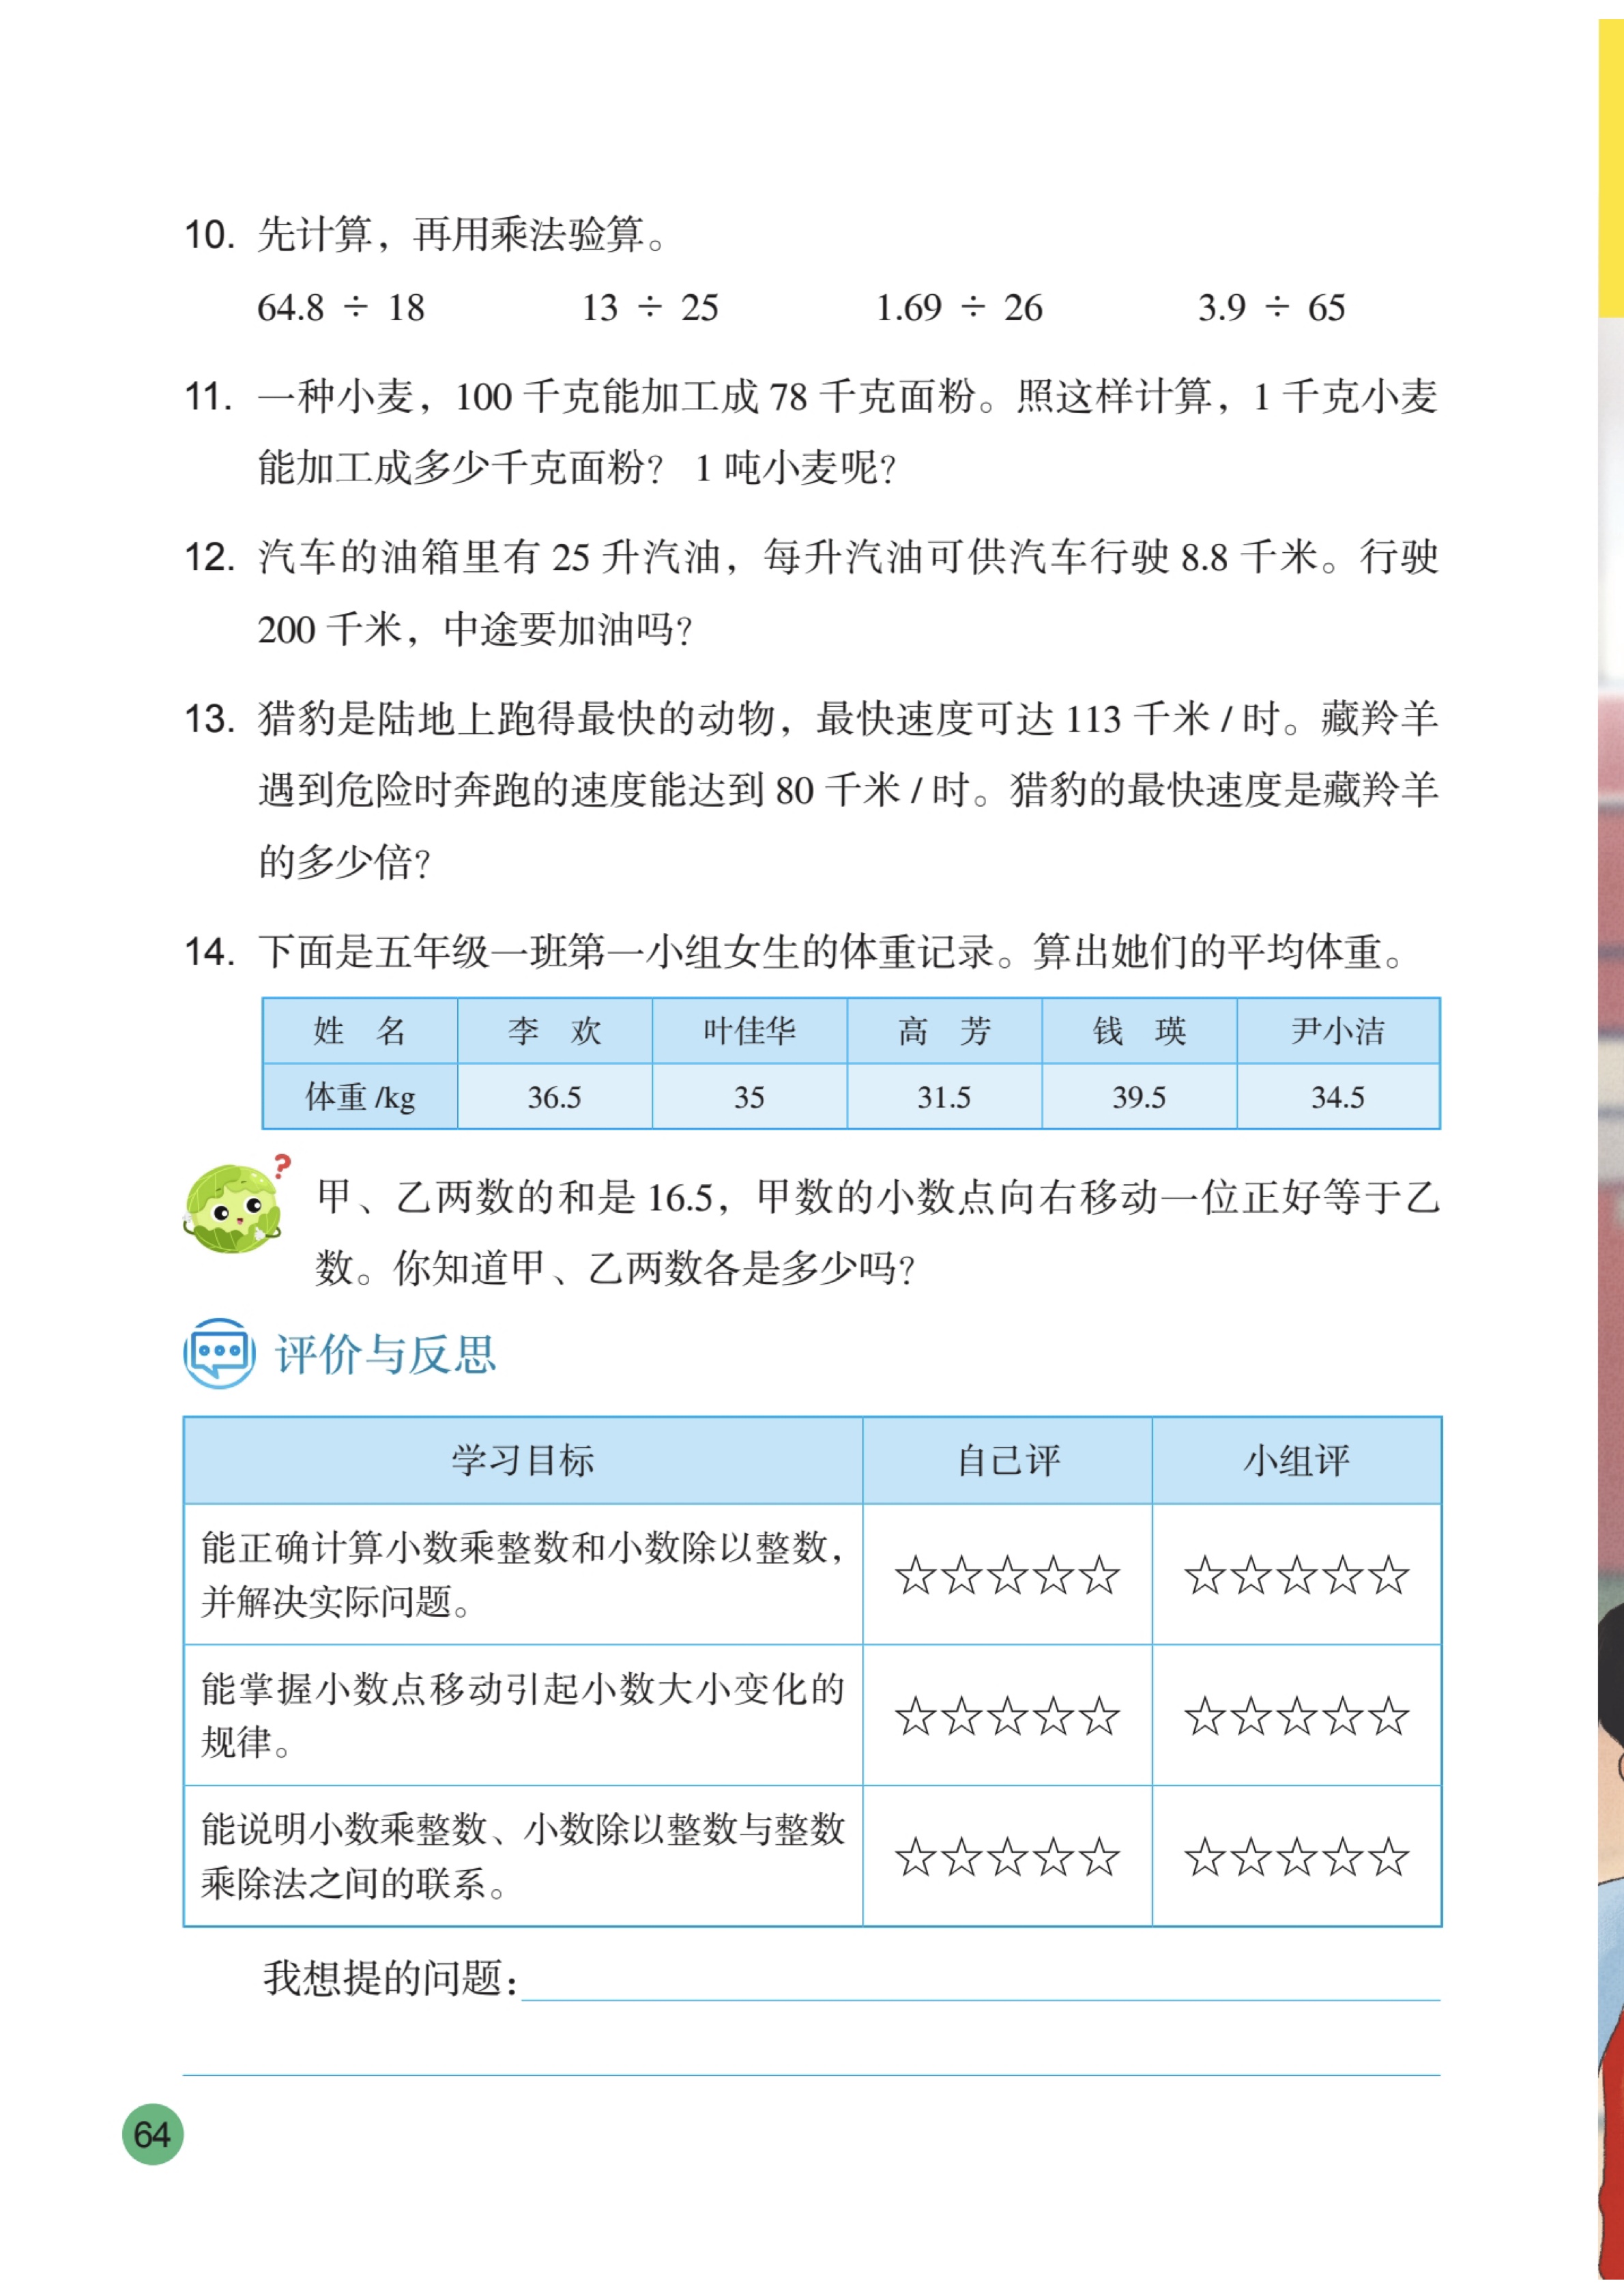 10. 先计算，再用乘法验算。
64.8 ÷ 18 13 ÷ 25 1.69 ÷ 26 3.9 ÷ 65
11. 一种小麦，100 千克能加工成 78 千克面粉。照这样计算，1 千克小麦
能加工成多少千克面粉？ 1 吨小麦呢？
12. 汽车的油箱里有 25 升汽油，每升汽油可供汽车行驶 8.8 千米。行驶
200 千米，中途要加油吗？
13. 猎豹是陆地上跑得最快的动物，最快速度可达 113 千米 / 时。藏羚羊
遇到危险时奔跑的速度能达到 80 千米 / 时。猎豹的最快速度是藏羚羊
的多少倍？
14. 下面是五年级一班第一小组女生的体重记录。算出她们的平均体重。
姓 名 李 欢 叶佳华 高 芳 钱 瑛 尹小洁
体重 /kg 36.5 35 31.5 39.5 34.5
?
甲、乙两数的和是 16.5，甲数的小数点向右移动一位正好等于乙
数。你知道甲、乙两数各是多少吗？
评价与反思
学习目标 自己评 小组评
能正确计算小数乘整数和小数除以整数，
并解决实际问题。
☆☆☆☆☆ ☆☆☆☆☆
能掌握小数点移动引起小数大小变化的
规律。
☆☆☆☆☆ ☆☆☆☆☆
能说明小数乘整数、小数除以整数与整数
乘除法之间的联系。
☆☆☆☆☆ ☆☆☆☆☆
我想提的问题：
64